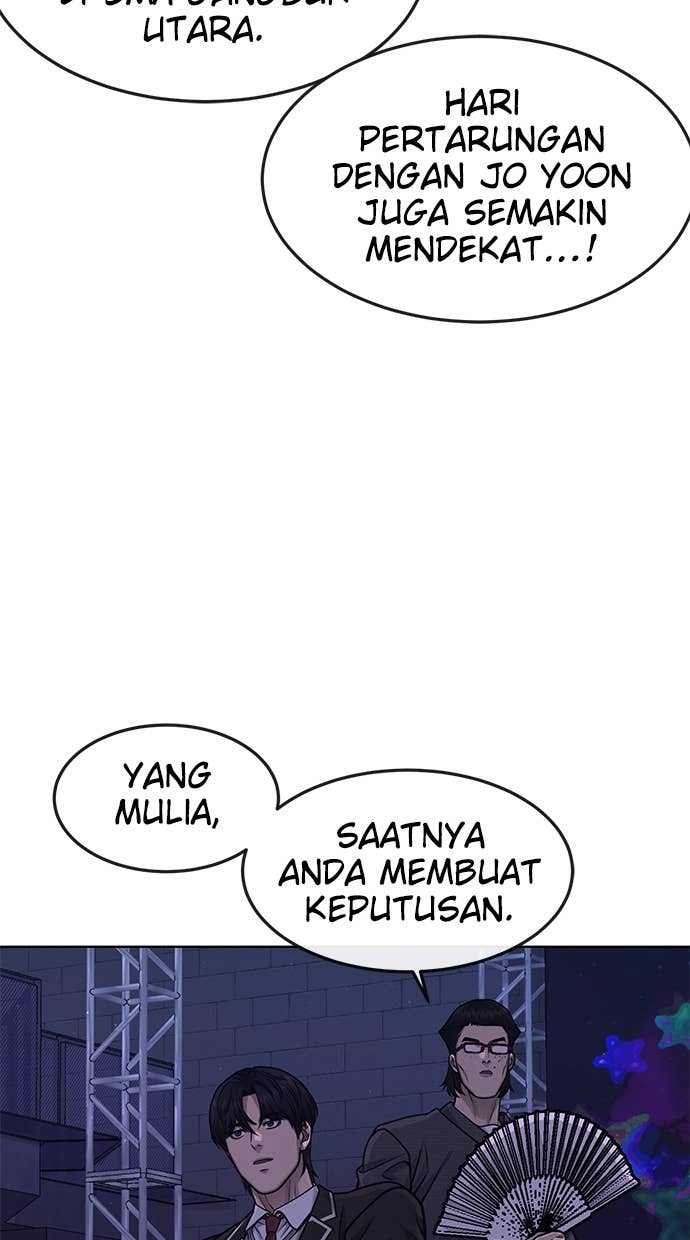 UTARA.
HARI
PERTARUNGAN
DENGAN JO YOON
JUGA SEMAKIN
MENDEKAT...!
YANG
MULIA,
SAATNYA
ANDA MEMBUAT
KEPUTUSAN.